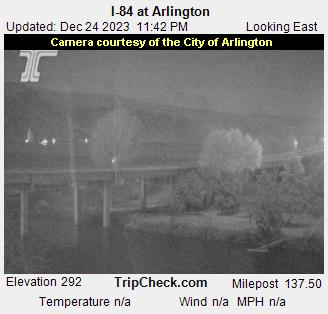 I-84 at Arlington
Updated: Dec 24 2023 11:42 PM Looking East
Camera courtesy of the City of Arlington
Elevation 292 TripCheck.com Milepost 137.50
Temperature n/a Wind n/a MPH n/a